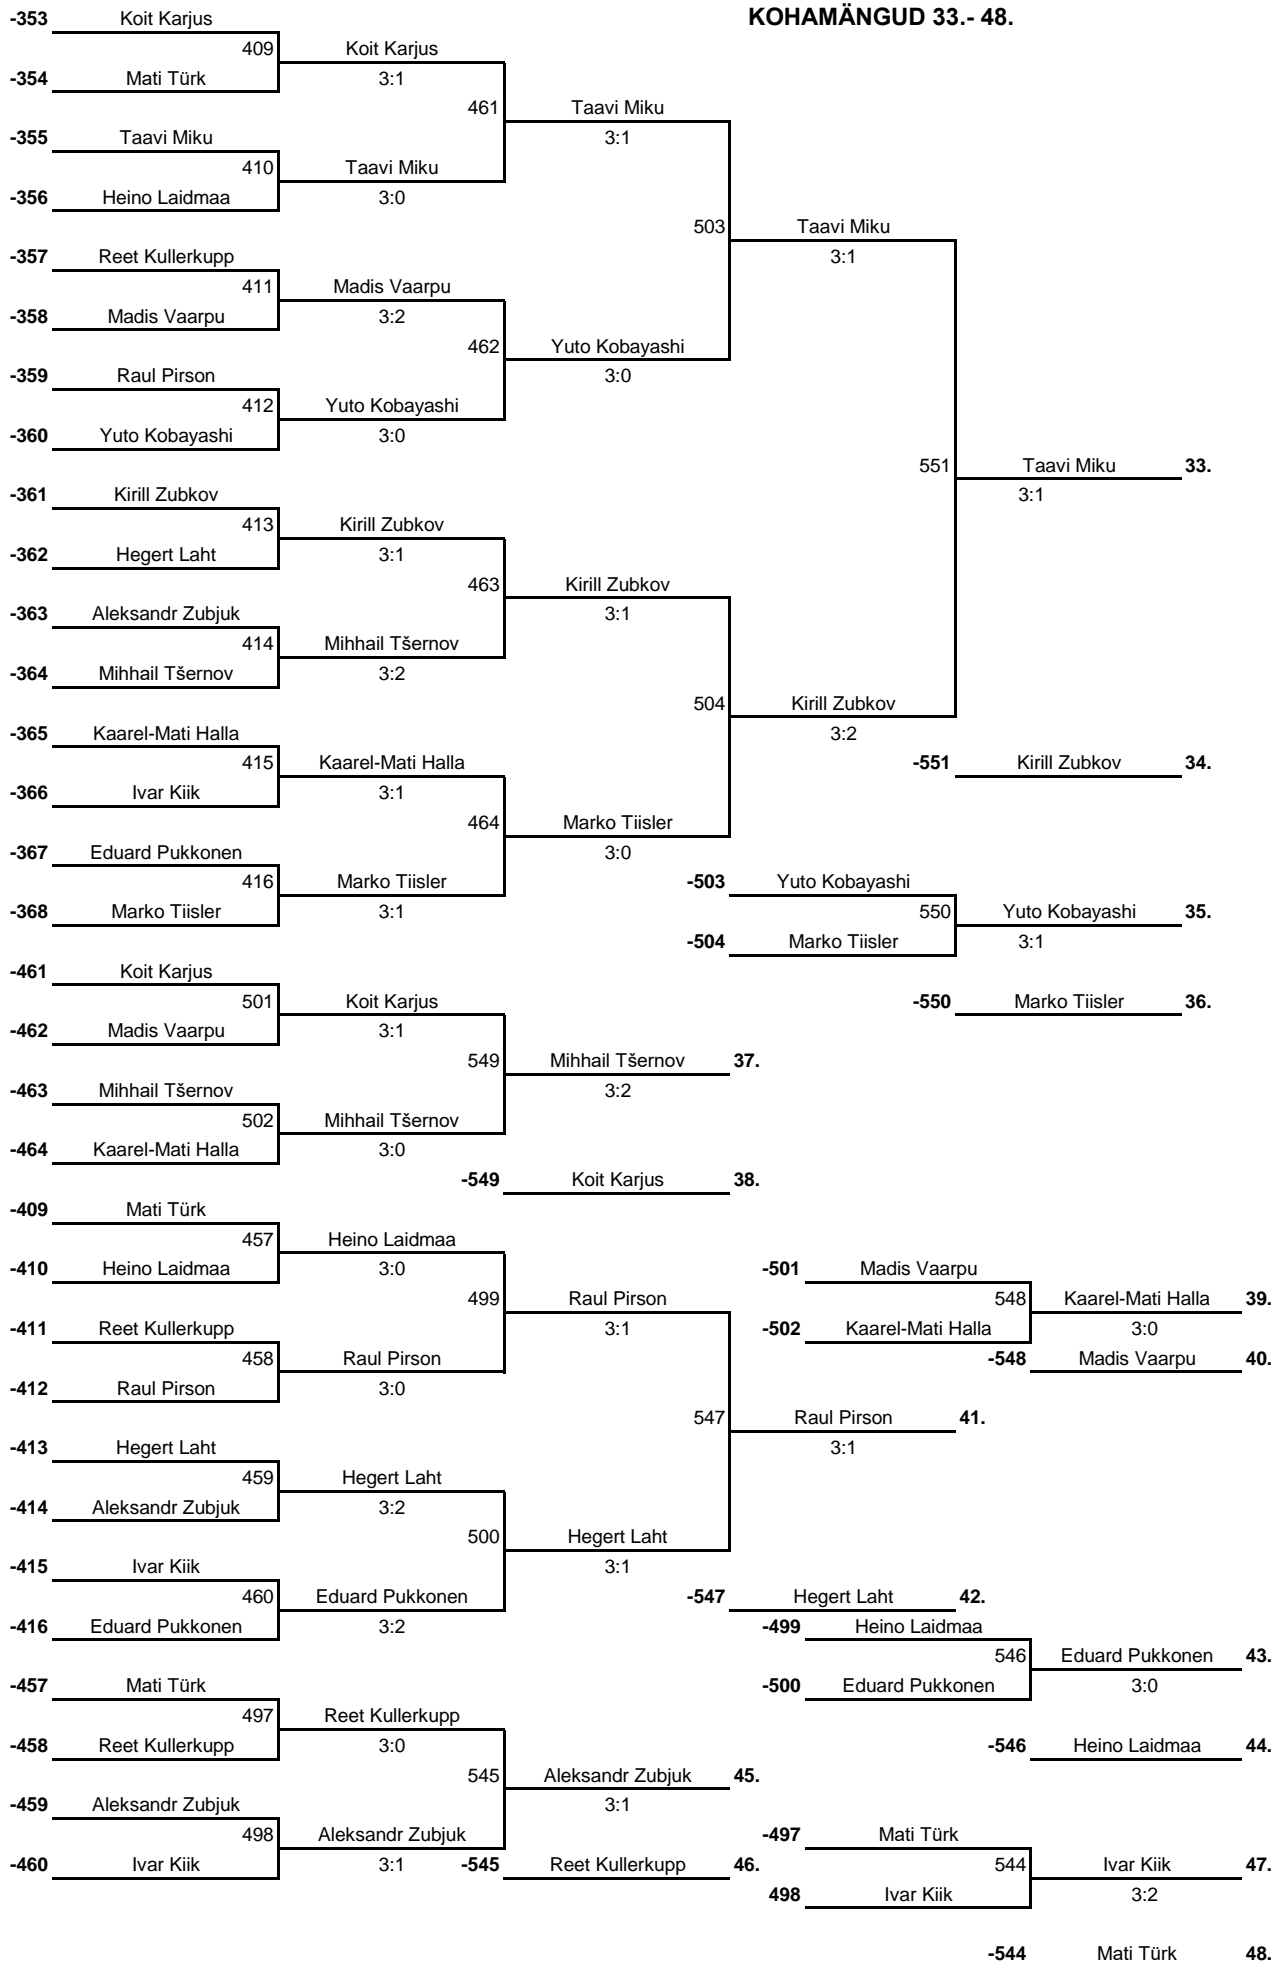 -353 Koit Karjus KOHAMÄNGUD 33.- 48.
409 Koit Karjus
-354 Mati Türk 3:1
461 Taavi Miku
-355 Taavi Miku 3:1
410 Taavi Miku
-356 Heino Laidmaa 3:0
503 Taavi Miku
-357 Reet Kullerkupp 3:1
411 Madis Vaarpu
-358 Madis Vaarpu 3:2
462 Yuto Kobayashi
-359 Raul Pirson 3:0
412 Yuto Kobayashi
-360 Yuto Kobayashi 3:0
551 Taavi Miku 33.
-361 Kirill Zubkov 3:1
413 Kirill Zubkov
-362 Hegert Laht 3:1
463 Kirill Zubkov
-363 Aleksandr Zubjuk 3:1
414 Mihhail Tšernov
-364 Mihhail Tšernov 3:2
504 Kirill Zubkov
-365 Kaarel-Mati Halla 3:2
415 Kaarel-Mati Halla -551 Kirill Zubkov 34.
-366 Ivar Kiik 3:1
464 Marko Tiisler
-367 Eduard Pukkonen 3:0
416 Marko Tiisler -503 Yuto Kobayashi
-368 Marko Tiisler 3:1 550 Yuto Kobayashi 35.
-504 Marko Tiisler 3:1
-461 Koit Karjus
501 Koit Karjus -550 Marko Tiisler 36.
-462 Madis Vaarpu 3:1
549 Mihhail Tšernov 37.
-463 Mihhail Tšernov 3:2
502 Mihhail Tšernov
-464 Kaarel-Mati Halla 3:0
-549 Koit Karjus 38.
-409 Mati Türk
457 Heino Laidmaa
-410 Heino Laidmaa 3:0 -501 Madis Vaarpu
499 Raul Pirson 548 Kaarel-Mati Halla 39.
-411 Reet Kullerkupp 3:1 -502 Kaarel-Mati Halla 3:0
458 Raul Pirson -548 Madis Vaarpu 40.
-412 Raul Pirson 3:0
547 Raul Pirson 41.
-413 Hegert Laht 3:1
459 Hegert Laht
-414 Aleksandr Zubjuk 3:2
500 Hegert Laht
-415 Ivar Kiik 3:1
460 Eduard Pukkonen -547 Hegert Laht 42.
-416 Eduard Pukkonen 3:2 -499 Heino Laidmaa
546 Eduard Pukkonen 43.
-457 Mati Türk -500 Eduard Pukkonen 3:0
497 Reet Kullerkupp
-458 Reet Kullerkupp 3:0 -546 Heino Laidmaa 44.
545 Aleksandr Zubjuk 45.
-459 Aleksandr Zubjuk 3:1
498 Aleksandr Zubjuk -497 Mati Türk
-460 Ivar Kiik 3:1 -545 Reet Kullerkupp 46. 544 Ivar Kiik 47.
498 Ivar Kiik 3:2
-544 Mati Türk 48.